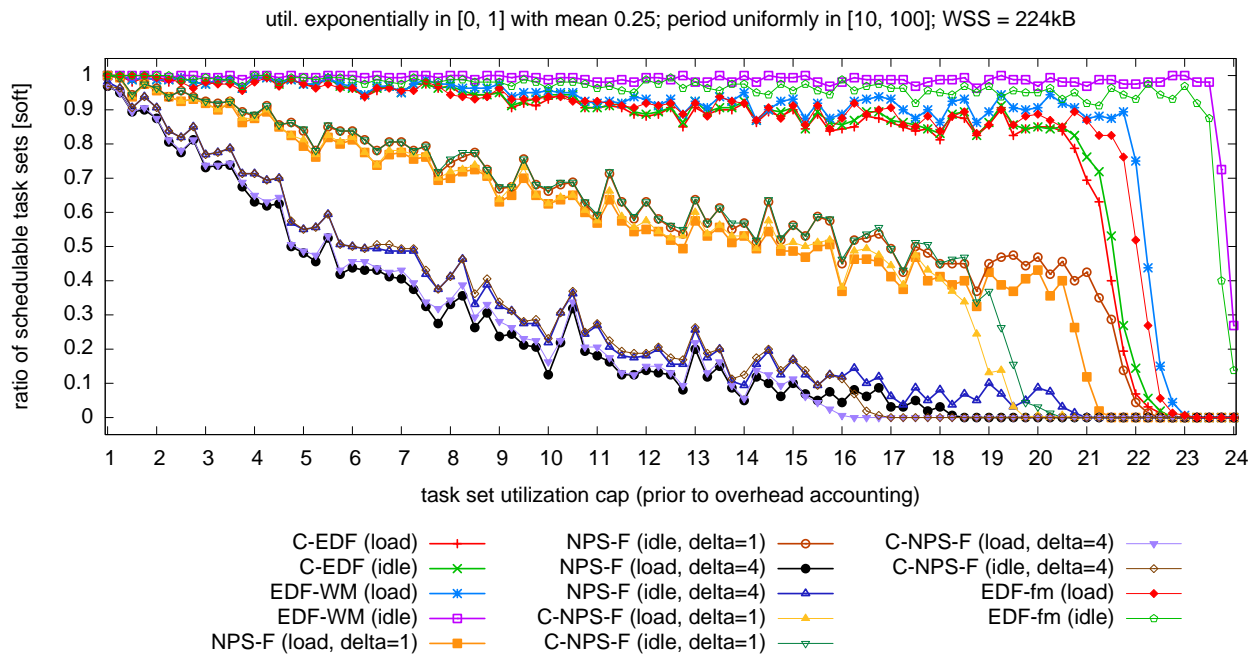 util. exponentially in [0, 1] with mean 0.25; period uniformly in [10, 100]; WSS = 224kB
ratio of schedulable task sets [soft]
1
0.9
0.8
0.7
0.6
0.5
0.4
0.3
0.2
0.1
0
1 2 3 4 5 6 7 8 9 10 11 12 13 14 15 16 17 18 19 20 21 22 23 24
task set utilization cap (prior to overhead accounting)
C-EDF (load)
C-EDF (idle)
EDF-WM (load)
EDF-WM (idle)
NPS-F (load, delta=1)
NPS-F (idle, delta=1)
NPS-F (load, delta=4)
NPS-F (idle, delta=4)
C-NPS-F (load, delta=1)
C-NPS-F (idle, delta=1)
C-NPS-F (load, delta=4)
C-NPS-F (idle, delta=4)
EDF-fm (load)
EDF-fm (idle)